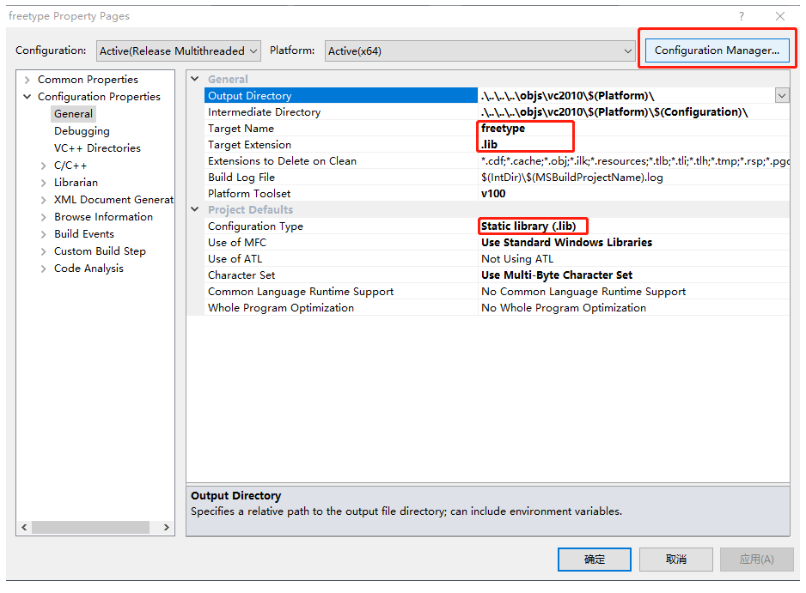 freetype Property Pages
Configuration: Active(Release Multithreaded Platform: Active(x64) Configuration Manager...
Common Properties
Configuration Properties
General
Debugging
VC++ Directories
C/C++
Librarian
XML Document Generat
Browse Information
Build Events
Custom Build Step
Code Analysis
General
Output Directory .\..\..\..\objs\vc2010\$(Platform)\
Intermediate Directory .\..\..\..\objs\vc2010\$(Platform)\$(Configuration)\
Target Name freetype
Target Extension .lib
Extensions to Delete on Clean *.cdf;*.cache;*.obj;*.ilk;*.resources;*.tlb;*.tli;*.tlh;*.tmp;*.rsp;*.pgc
Build Log File $(IntDir)\$(MSBuildProjectName).log
Platform Toolset v100
Project Defaults
Configuration Type Static library (.lib)
Use of MFC Use Standard Windows Libraries
Use of ATL Not Using ATL
Character Set Use Multi-Byte Character Set
Common Language Runtime Support No Common Language Runtime Support
Whole Program Optimization No Whole Program Optimization
Output Directory
Specifies a relative path to the output file directory; can include environment variables.
确定 取消 应用(A)